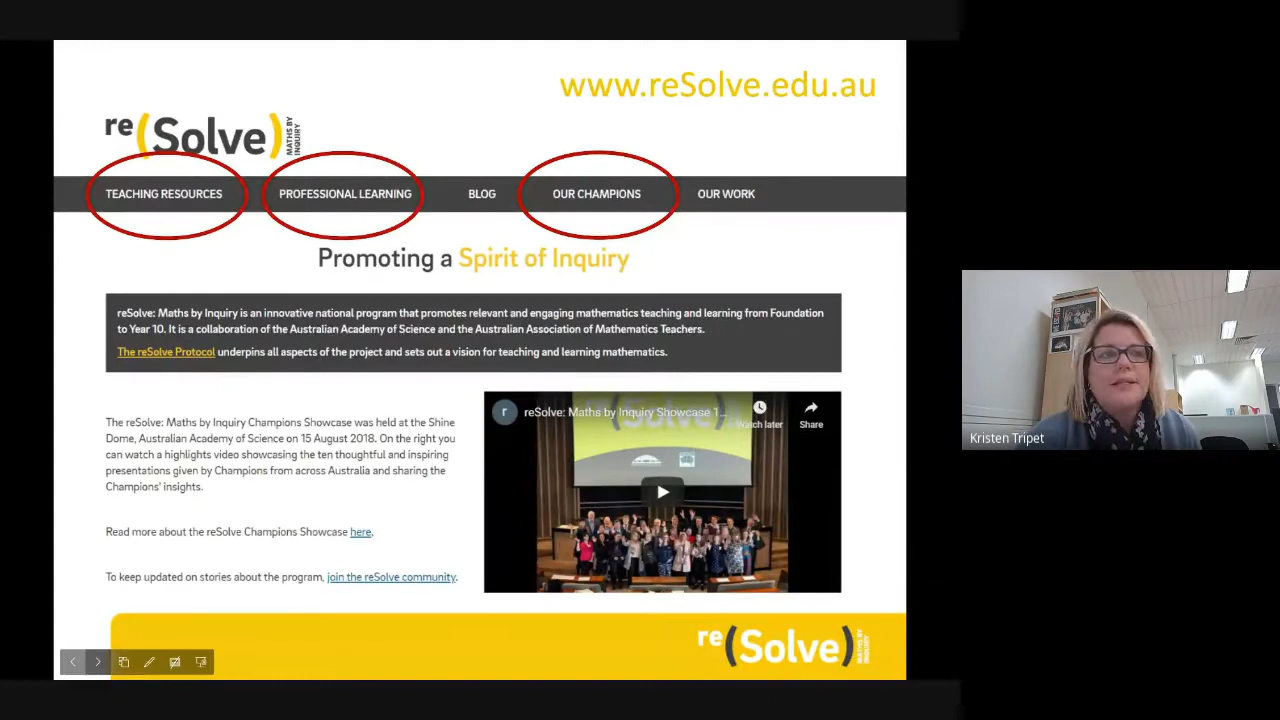 www.reSolve.edu.au
re(Solve) MATHS BY INQUIRY
TEACHING RESOURCES PROFESSIONAL LEARNING BLOG OUR CHAMPIONS OUR WORK
Promoting a Spirit of Inquiry
reSolve: Maths by Inquiry is an innovative national program that promotes relevant and engaging mathematics teaching and learning from Foundation
to Year 10. It is a collaboration of the Australian Academy of Science and the Australian Association of Mathematics Teachers.
The reSolve Protocol underpins all aspects of the project and sets out a vision for teaching and learning mathematics.
The reSolve: Maths by Inquiry Champions Showcase was held at the Shine
Dome, Australian Academy of Science on 15 August 2018. On the right you
can watch a highlights video showcasing the ten thoughtful and inspiring
presentations given by Champions from across Australia and sharing the
Champions' insights.
Read more about the reSolve Champions Showcase here.
To keep updated on stories about the program, join the reSolve community.
r reSolve: Maths by Inquiry Showcase 1...
Watch later Share
Kristen Tripet
re(Solve) MATHS BY INQUIRY